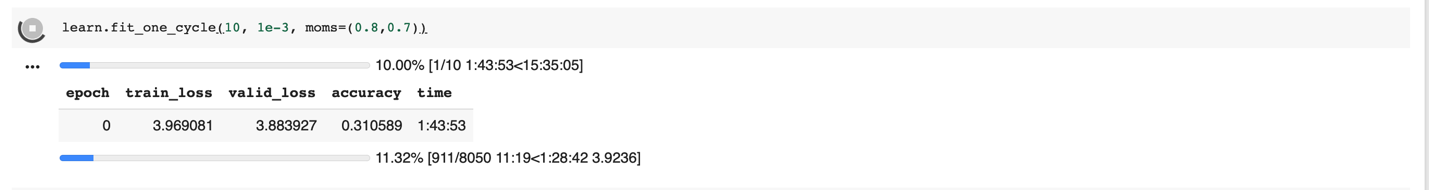 learn.fit_one_cycle(10, 1e-3, moms=(0.8,0.7))
10.00% [1/10 1:43:53<15:35:05]
epoch train_loss valid_loss accuracy time
0 3.969081 3.883927 0.310589 1:43:53
11.32% [911/8050 11:19<1:28:42 3.9236]